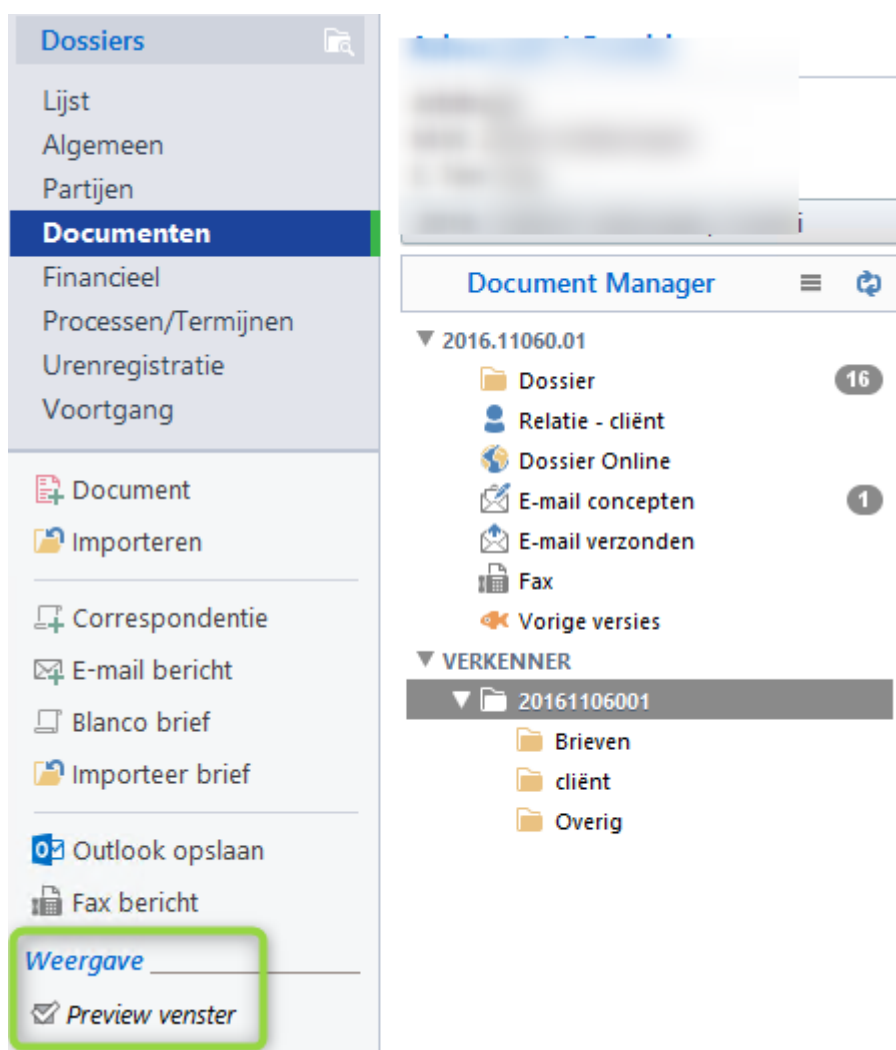 Dossiers
Lijst
Algemeen
Partijen
Documenten
Financieel
Processen/Termijnen
Urenregistratie
Voortgang
Document
Importeren
Correspondentie
E-mail bericht
Blanco brief
Importeer brief
Outlook opslaan
Fax bericht
Weergave
Preview venster
Document Manager
2016.11060.01
Dossier 16
Relatie - cliënt
Dossier Online
E-mail concepten 1
E-mail verzonden
Fax
Vorige versies
VERKENNER
20161106001
Brieven
cliënt
Overig